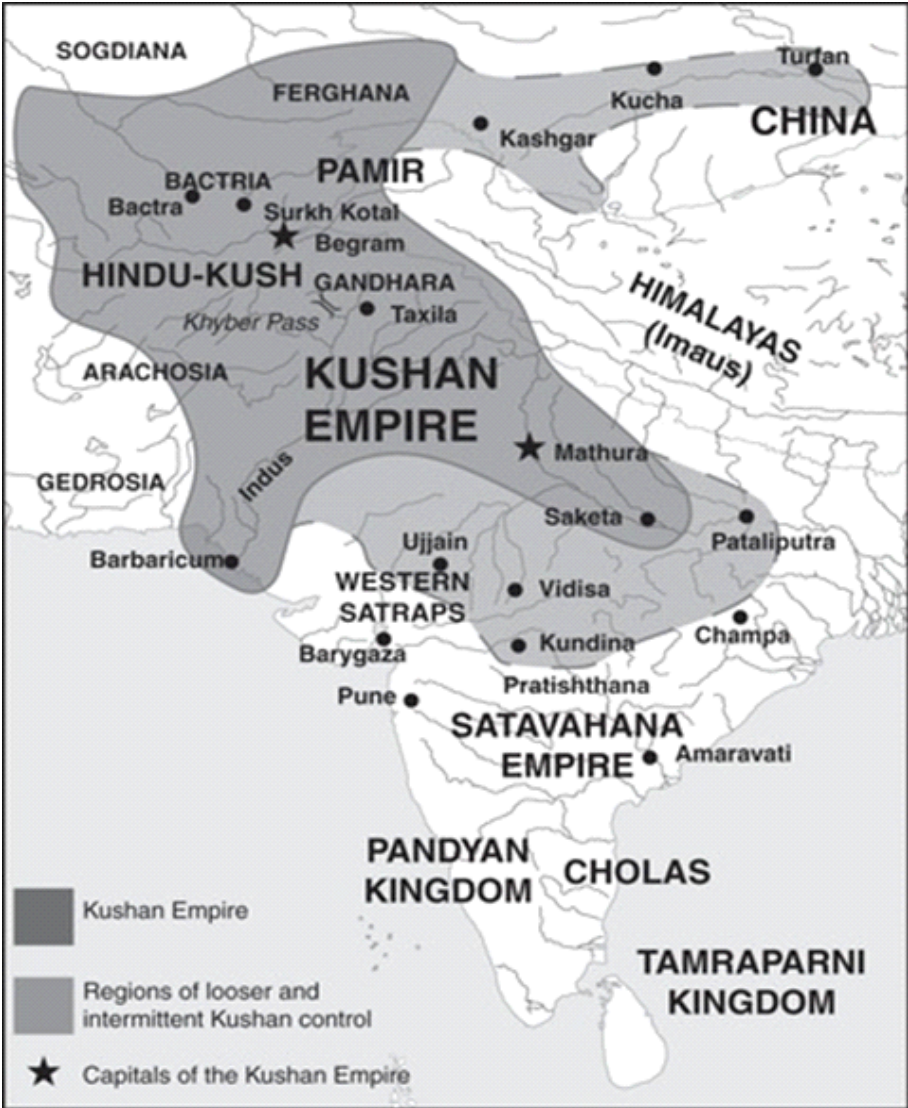 SOGDIANA
Turfan
FERGHANA
Kucha
CHINA
Kashgar
PAMIR
BACTRIA
Bactra
Surkh Kotal
Begram
HINDU-KUSH
GANDHARA
Khyber Pass
Taxila
HIMALAYAS
(Imaus)
ARACHOSIA
KUSHAN
EMPIRE
Mathura
GEDROSIA
Indus
Saketa
Pataliputra
Barbaricum
Ujjain
WESTERN
SATRAPS
Vidisa
Champa
Kundina
Barygaza
Pratishthana
Pune
SATAVAHANA
EMPIRE
Amaravati
PANDYAN
KINGDOM
CHOLAS
TAMRAPARNI
KINGDOM
Kushan Empire
Regions of looser and
intermittent Kushan control
Capitals of the Kushan Empire